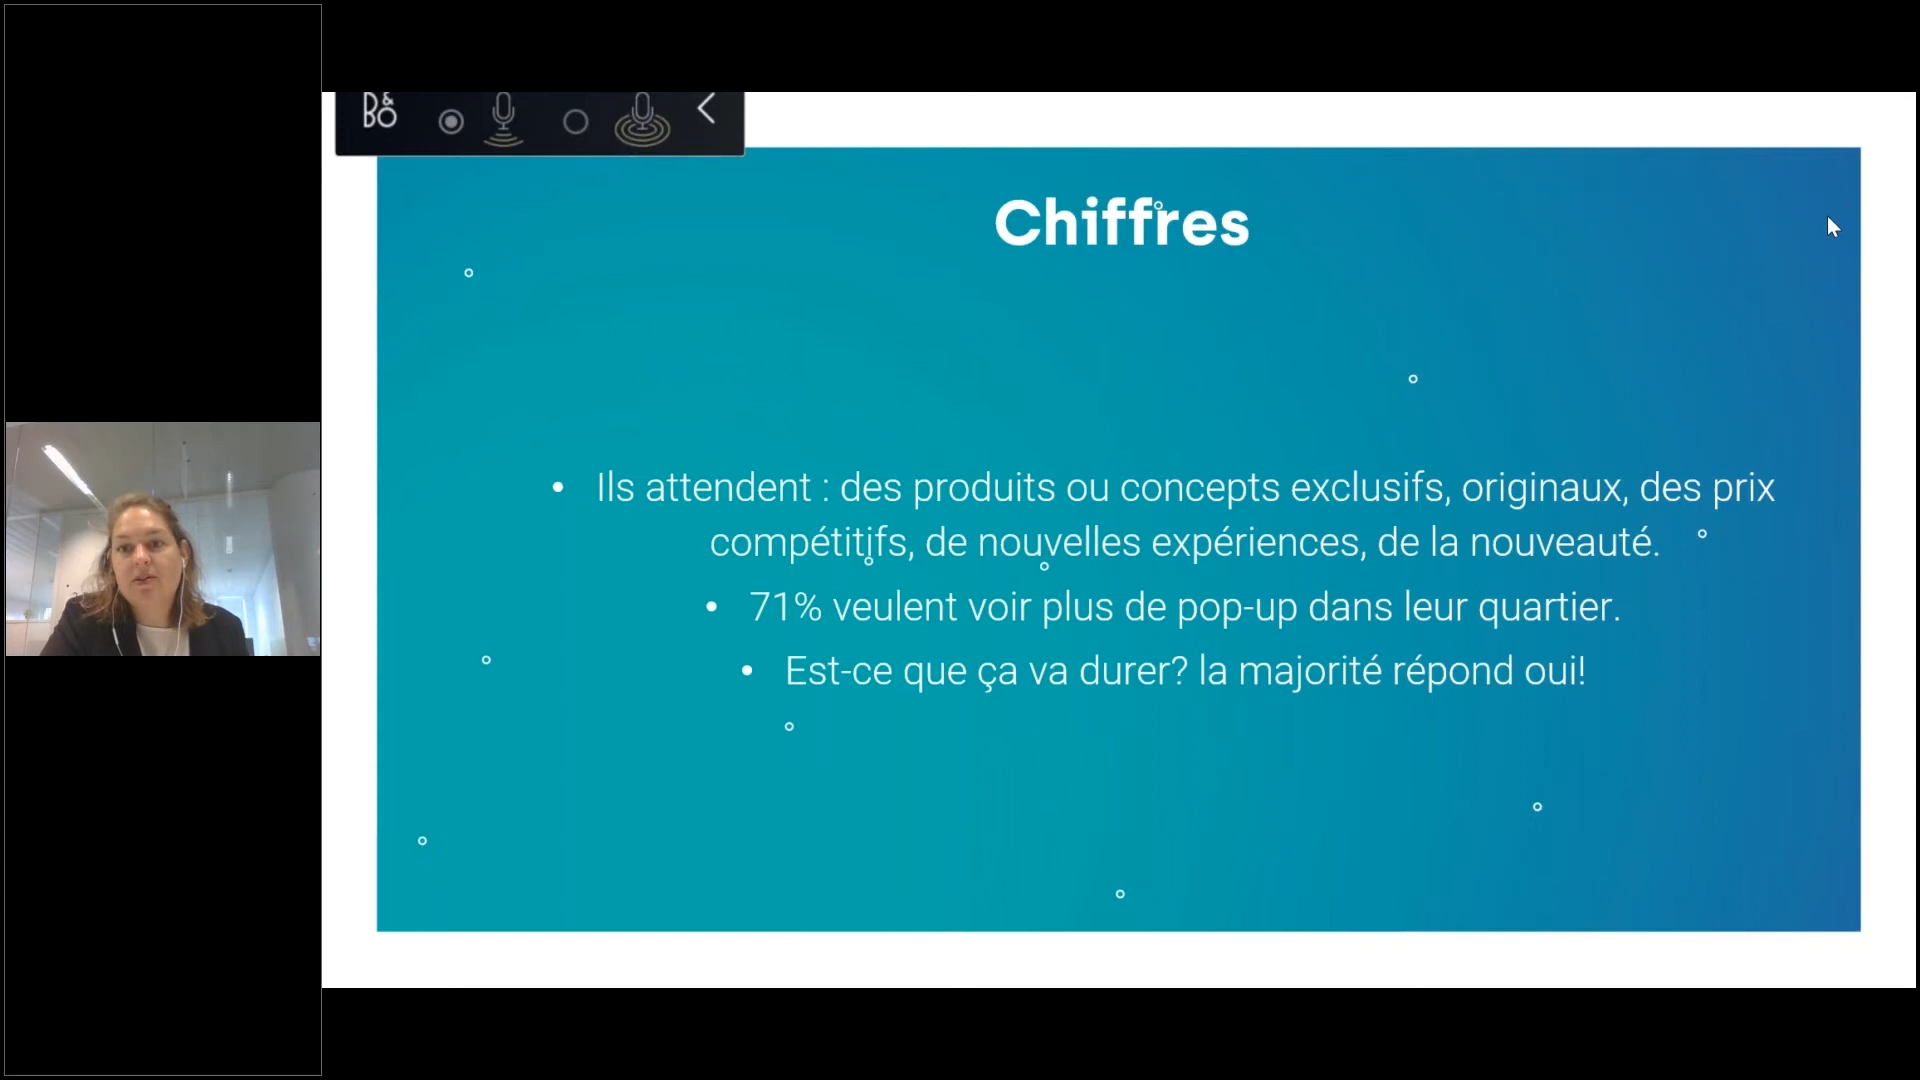 B&O
Chiffres
• Ils attendent : des produits ou concepts exclusifs, originaux, des prix
compétitifs, de nouvelles expériences, de la nouveauté.
• 71% veulent voir plus de pop-up dans leur quartier.
• Est-ce que ça va durer? la majorité répond oui!